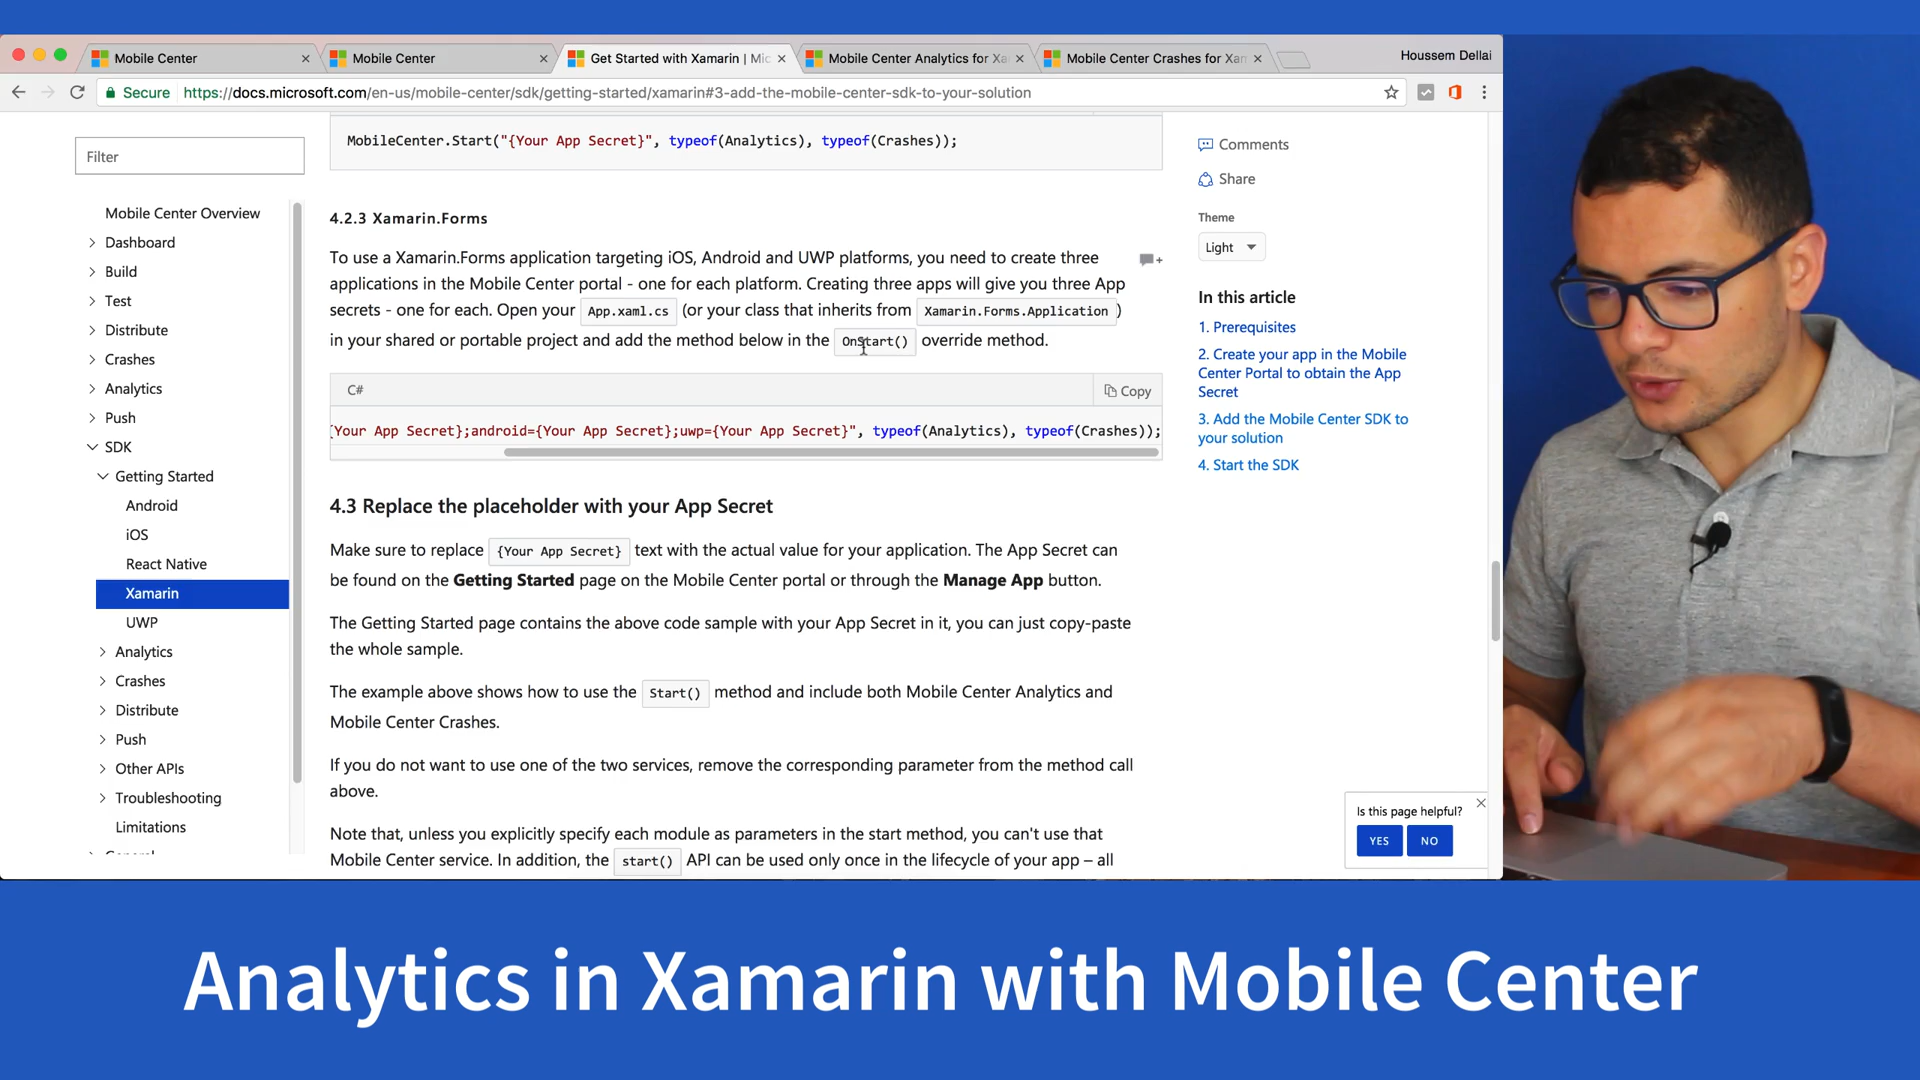 Mobile Center
Mobile Center
Get Started with Xamarin | Mic
Mobile Center Analytics for Xa
Mobile Center Crashes for Xam
Houssem Dellai
Secure https://docs.microsoft.com/en-us/mobile-center/sdk/getting-started/xamarin#3-add-the-mobile-center-sdk-to-your-solution
Filter
Mobile Center Overview
Dashboard
Build
Test
Distribute
Crashes
Analytics
Push
SDK
Getting Started
Android
iOS
React Native
Xamarin
UWP
Analytics
Crashes
Distribute
Push
Other APIs
Troubleshooting
Limitations
MobileCenter.Start("{Your App Secret}", typeof(Analytics), typeof(Crashes));
4.2.3 Xamarin.Forms
To use a Xamarin.Forms application targeting iOS, Android and UWP platforms, you need to create three
applications in the Mobile Center portal - one for each platform. Creating three apps will give you three App
secrets - one for each. Open your App.xaml.cs (or your class that inherits from Xamarin.Forms.Application )
in your shared or portable project and add the method below in the OnStart() override method.
C#
Copy
{Your App Secret};android={Your App Secret};uwp={Your App Secret}", typeof(Analytics), typeof(Crashes));
4.3 Replace the placeholder with your App Secret
Make sure to replace {Your App Secret} text with the actual value for your application. The App Secret can
be found on the Getting Started page on the Mobile Center portal or through the Manage App button.
The Getting Started page contains the above code sample with your App Secret in it, you can just copy-paste
the whole sample.
The example above shows how to use the Start() method and include both Mobile Center Analytics and
Mobile Center Crashes.
If you do not want to use one of the two services, remove the corresponding parameter from the method call
above.
Note that, unless you explicitly specify each module as parameters in the start method, you can't use that
Mobile Center service. In addition, the start() API can be used only once in the lifecycle of your app – all
Comments
Share
Theme
Light
In this article
1. Prerequisites
2. Create your app in the Mobile
Center Portal to obtain the App
Secret
3. Add the Mobile Center SDK to
your solution
4. Start the SDK
Is this page helpful?
YES
NO
Analytics in Xamarin with Mobile Center